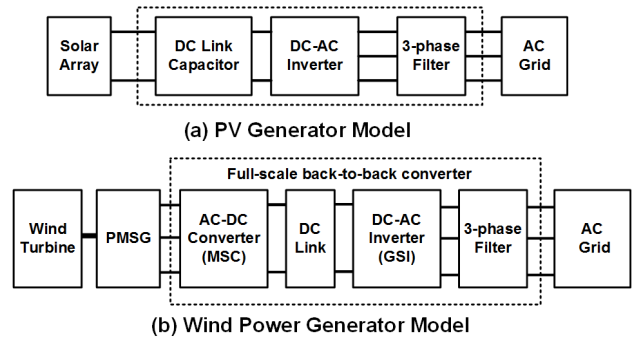 Solar
Array
DC Link
Capacitor
DC-AC
Inverter
3-phase
Filter
AC
Grid
(a) PV Generator Model
Full-scale back-to-back converter
Wind
Turbine
PMSG
AC-DC
Converter
(MSC)
DC
Link
DC-AC
Inverter
(GSI)
3-phase
Filter
AC
Grid
(b) Wind Power Generator Model